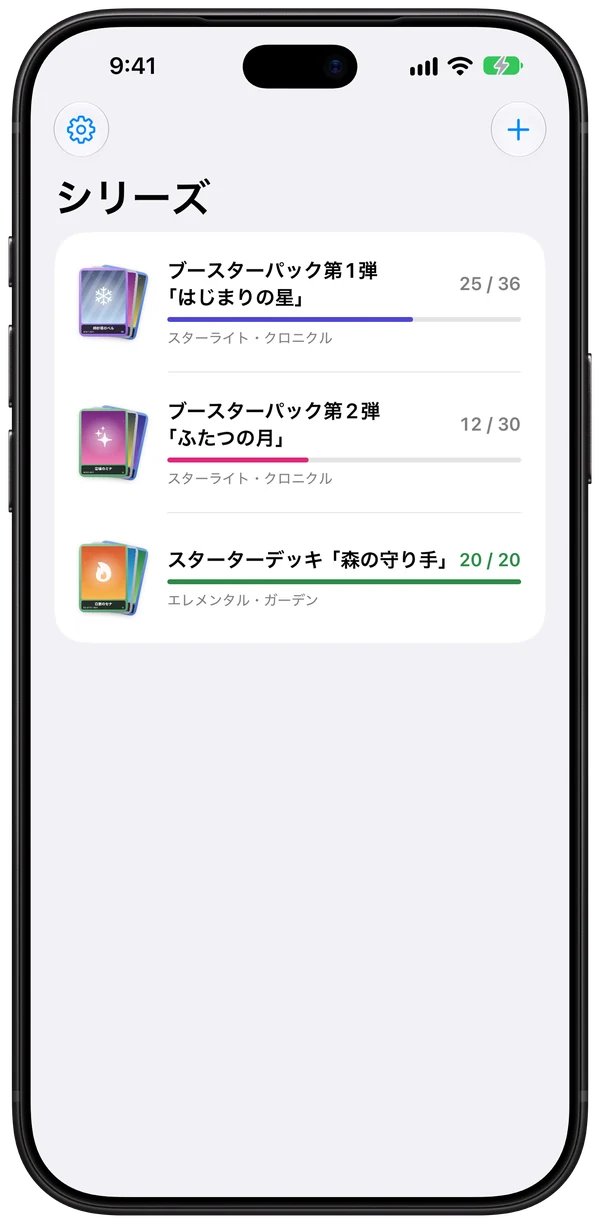 9:41
シリーズ
ブースターパック第1弾
「はじまりの星」
25 / 36
スターライト・クロニクル
ブースターパック第2弾
「ふたつの月」
12 / 30
スターライト・クロニクル
スターターデッキ「森の守り手」 20 / 20
エレメンタル・ガーデン